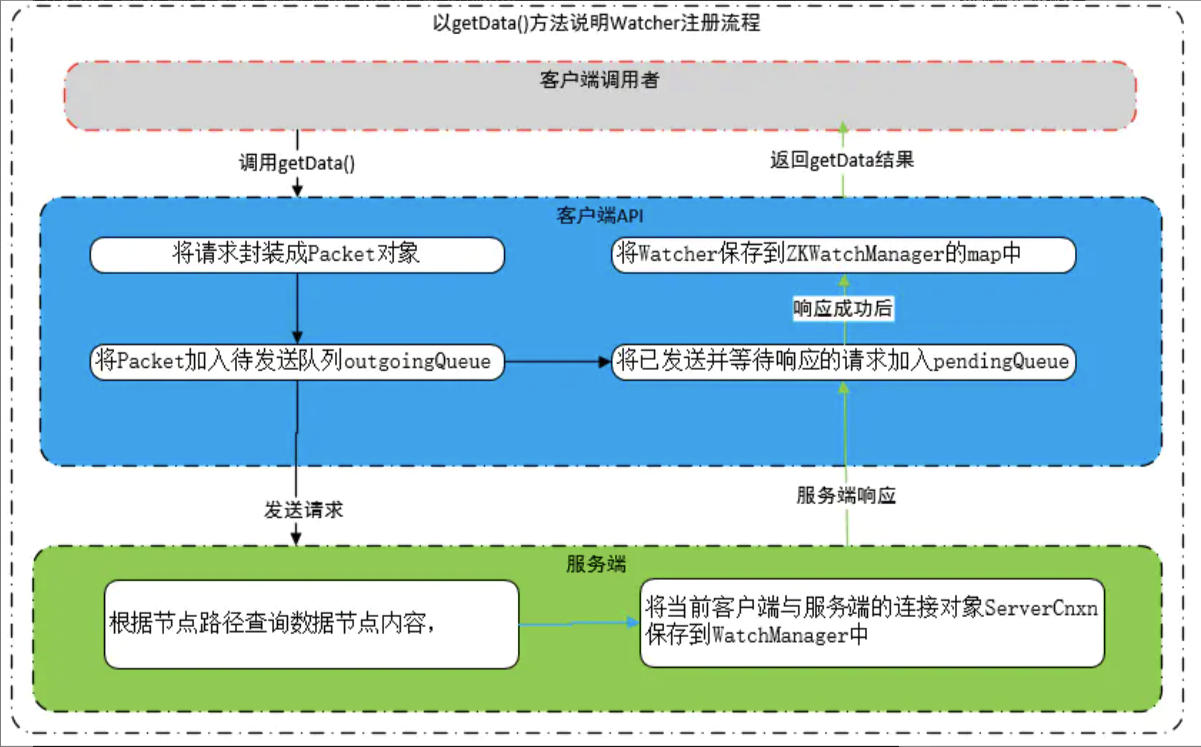 以getData()方法说明Watcher注册流程
客户端调用者
调用getData()
返回getData结果
客户端API
将请求封装成Packet对象
将Watcher保存到ZKWatchManager的map中
响应成功后
将Packet加入待发送队列outgoingQueue
将已发送并等待响应的请求加入pendingQueue
发送请求
服务端响应
服务端
根据节点路径查询数据节点内容，
将当前客户端与服务端的连接对象ServerCnxn
保存到WatchManager中